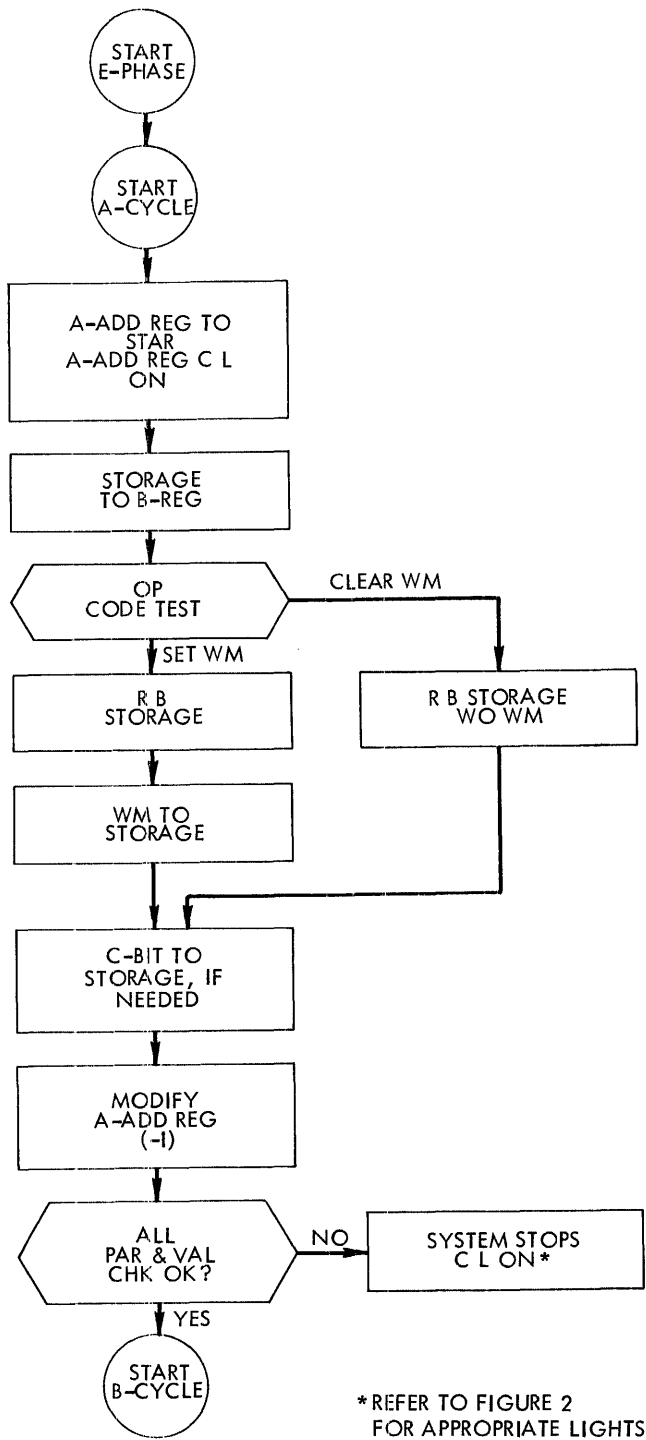 START
E-PHASE
START
A-CYCLE
A-ADD REG TO
STAR
A-ADD REG C L
ON
STORAGE
TO B-REG
OP
CODE TEST
CLEAR WM
SET WM
R B
STORAGE
R B STORAGE
WO WM
WM TO
STORAGE
C-BIT TO
STORAGE, IF
NEEDED
MODIFY
A-ADD REG
(-1)
ALL
PAR & VAL
CHK OK?
NO
SYSTEM STOPS
C L ON*
YES
START
B-CYCLE
*REFER TO FIGURE 2
FOR APPROPRIATE LIGHTS